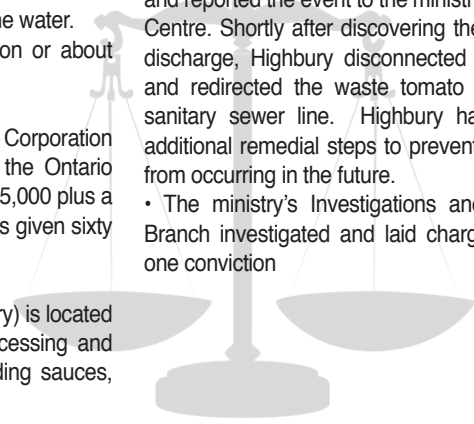 he water.
on or about
Corporation
the Ontario
5,000 plus a
s given sixty
ry) is located
cessing and
ding sauces,
and reported the event to the ministr
Centre. Shortly after discovering the
discharge, Highbury disconnected
and redirected the waste tomato
sanitary sewer line. Highbury ha
additional remedial steps to prevent
from occurring in the future.
• The ministry's Investigations and
Branch investigated and laid charg
one conviction